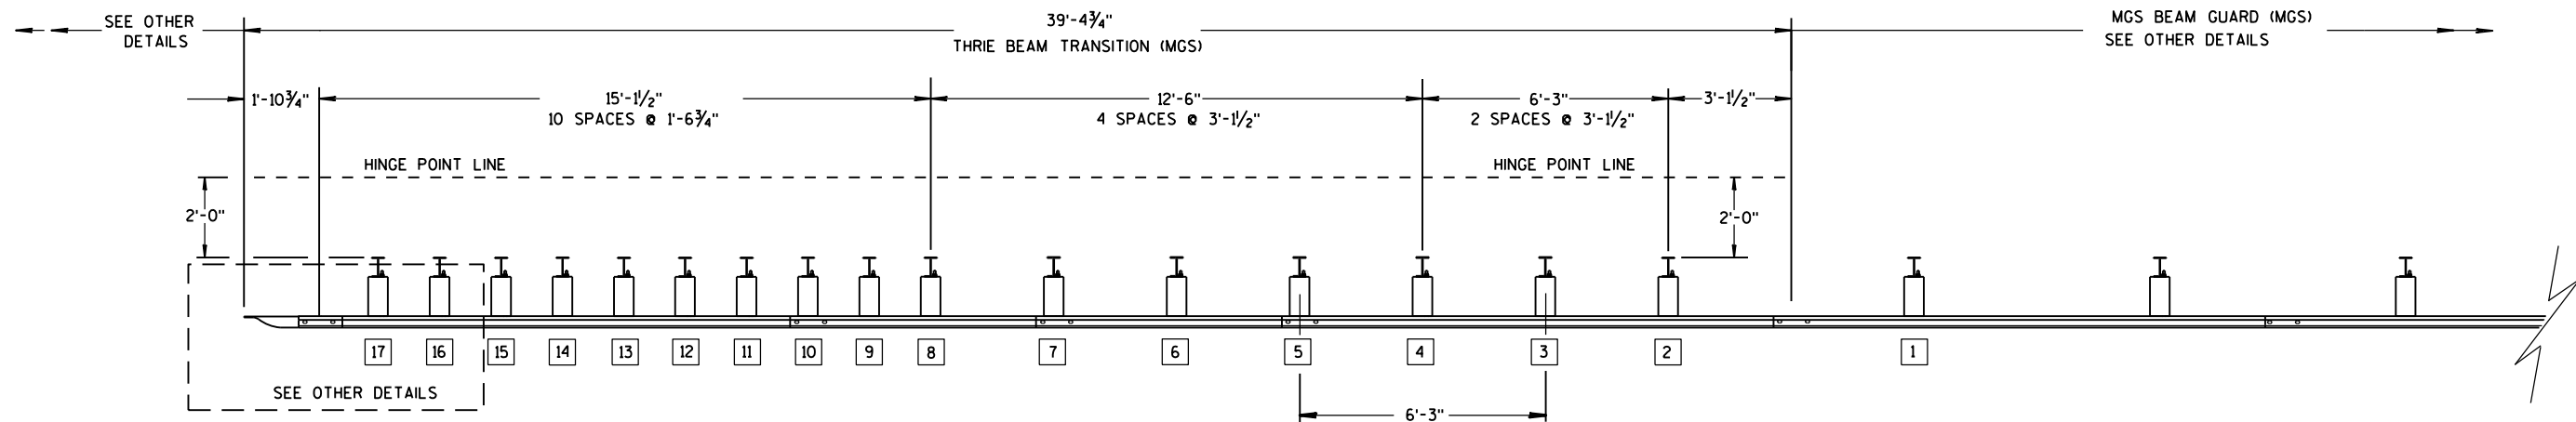 SEE OTHER
DETAILS
39'-4¾"
THRIE BEAM TRANSITION (MGS)
MGS BEAM GUARD (MGS)
SEE OTHER DETAILS
1'-10¾"
15'-1½"
10 SPACES @ 1'-6¾"
12'-6"
4 SPACES @ 3'-1½"
6'-3"
2 SPACES @ 3'-1½"
3'-1½"
HINGE POINT LINE
HINGE POINT LINE
2'-0"
2'-0"
17 16 15 14 13 12 11 10 9 8 7 6 5 4 3 2 1
SEE OTHER DETAILS
6'-3"